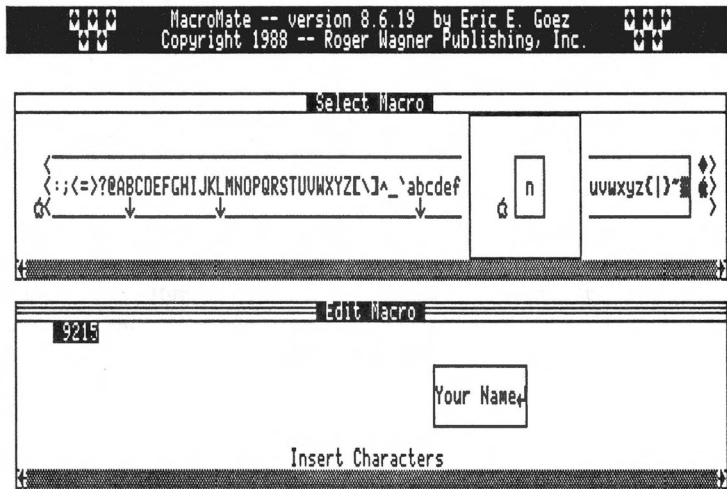 MacroMate -- version 8.6.19 by Eric E. Goez
Copyright 1988 -- Roger Wagner Publishing, Inc.
Select Macro
<:;<=>?@ABCDEFGHIJKLMNOPQRSTUVWXYZ[\]^_`abcdef n uvwxyz{|}~
Edit Macro
9215
Your Name
Insert Characters